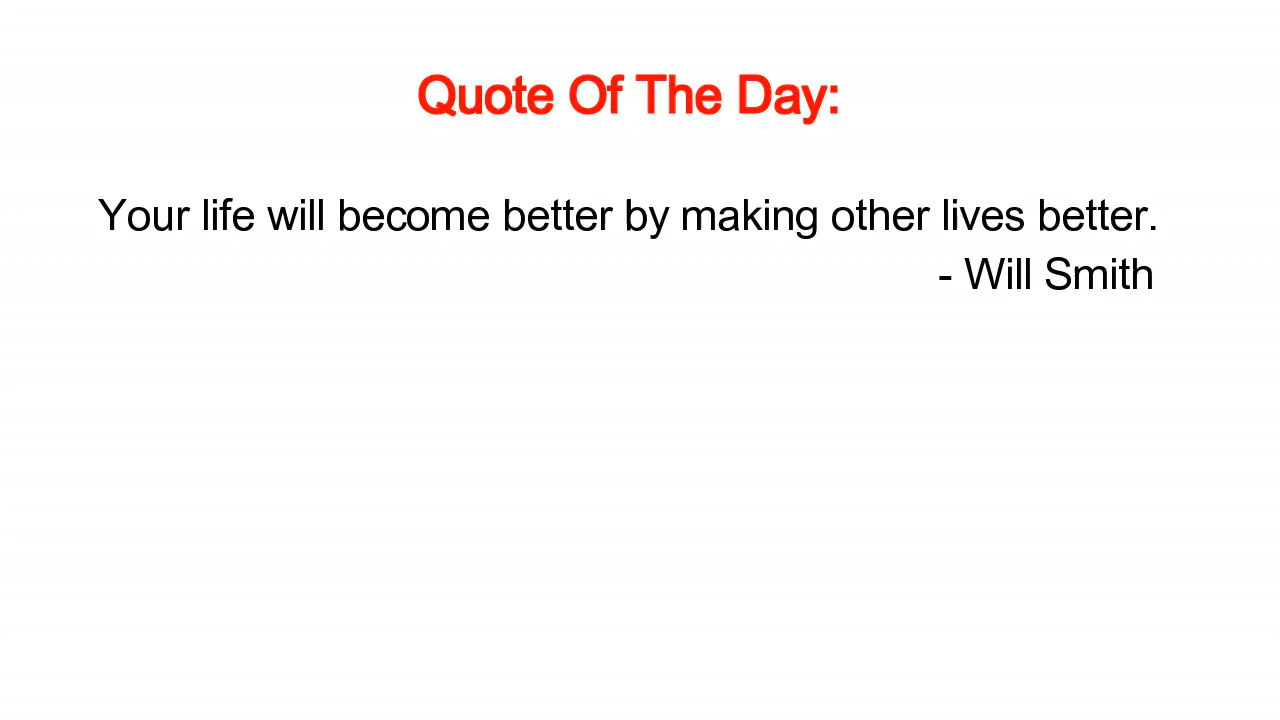 Quote Of The Day:
Your life will become better by making other lives better.
- Will Smith